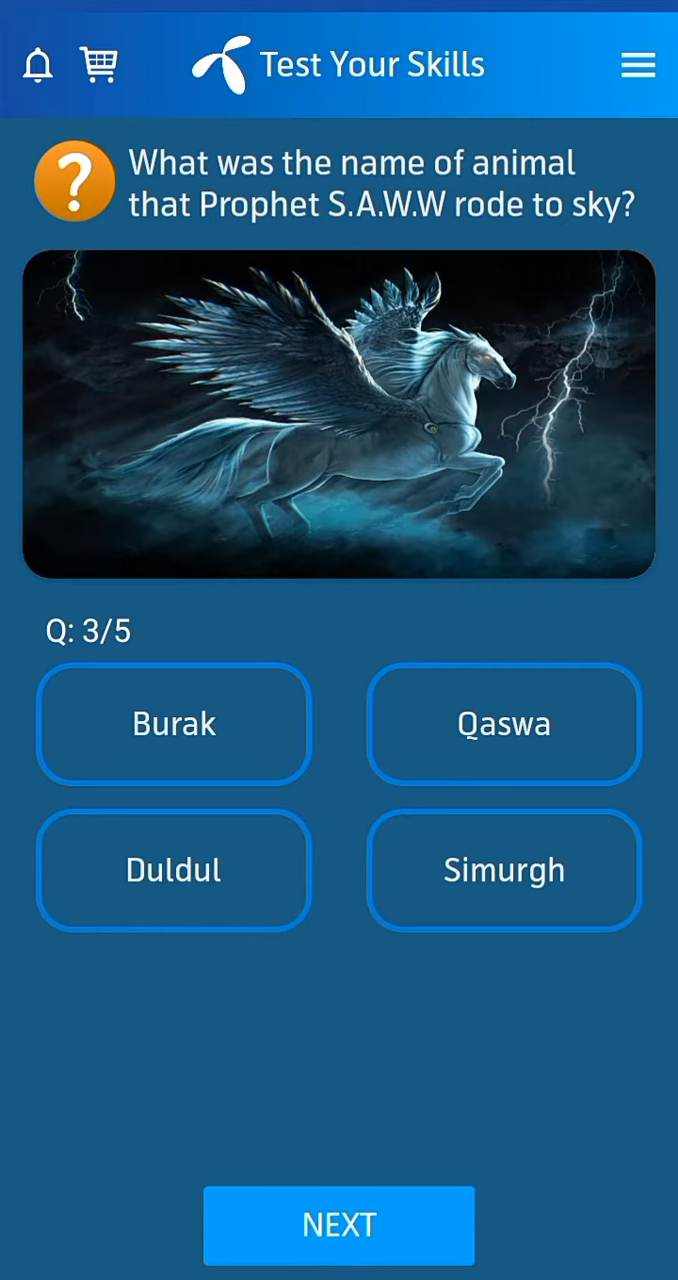 Test Your Skills
?
What was the name of animal
that Prophet S.A.W.W rode to sky?
Q: 3/5
Burak
Qaswa
Duldul
Simurgh
NEXT